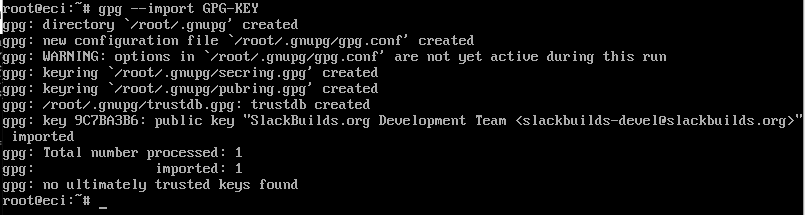 root@eci:~# gpg --import GPG-KEY
gpg: directory `/root/.gnupg' created
gpg: new configuration file `/root/.gnupg/gpg.conf' created
gpg: WARNING: options in `/root/.gnupg/gpg.conf' are not yet active during this run
gpg: keyring `/root/.gnupg/secring.gpg' created
gpg: keyring `/root/.gnupg/pubring.gpg' created
gpg: /root/.gnupg/trustdb.gpg: trustdb created
gpg: key 9C7BA3B6: public key "SlackBuilds.org Development Team <slackbuilds-devel@slackbuilds.org>"
imported
gpg: Total number processed: 1
gpg:               imported: 1
gpg: no ultimately trusted keys found
root@eci:~# _